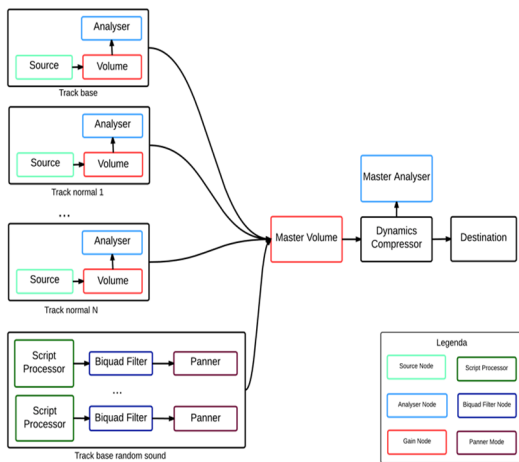 Analyser
Source
Volume
Track base
Analyser
Source
Volume
Track normal 1
...
Analyser
Source
Volume
Track normal N
Master Volume
Master Analyser
Dynamics
Compressor
Destination
Script
Processor
Biquad Filter
Panner
...
Script
Processor
Biquad Filter
Panner
Track base random sound
Legenda
Source Node
Script Processor
Analyser Node
Biquad Filter Node
Gain Node
Panner Mode